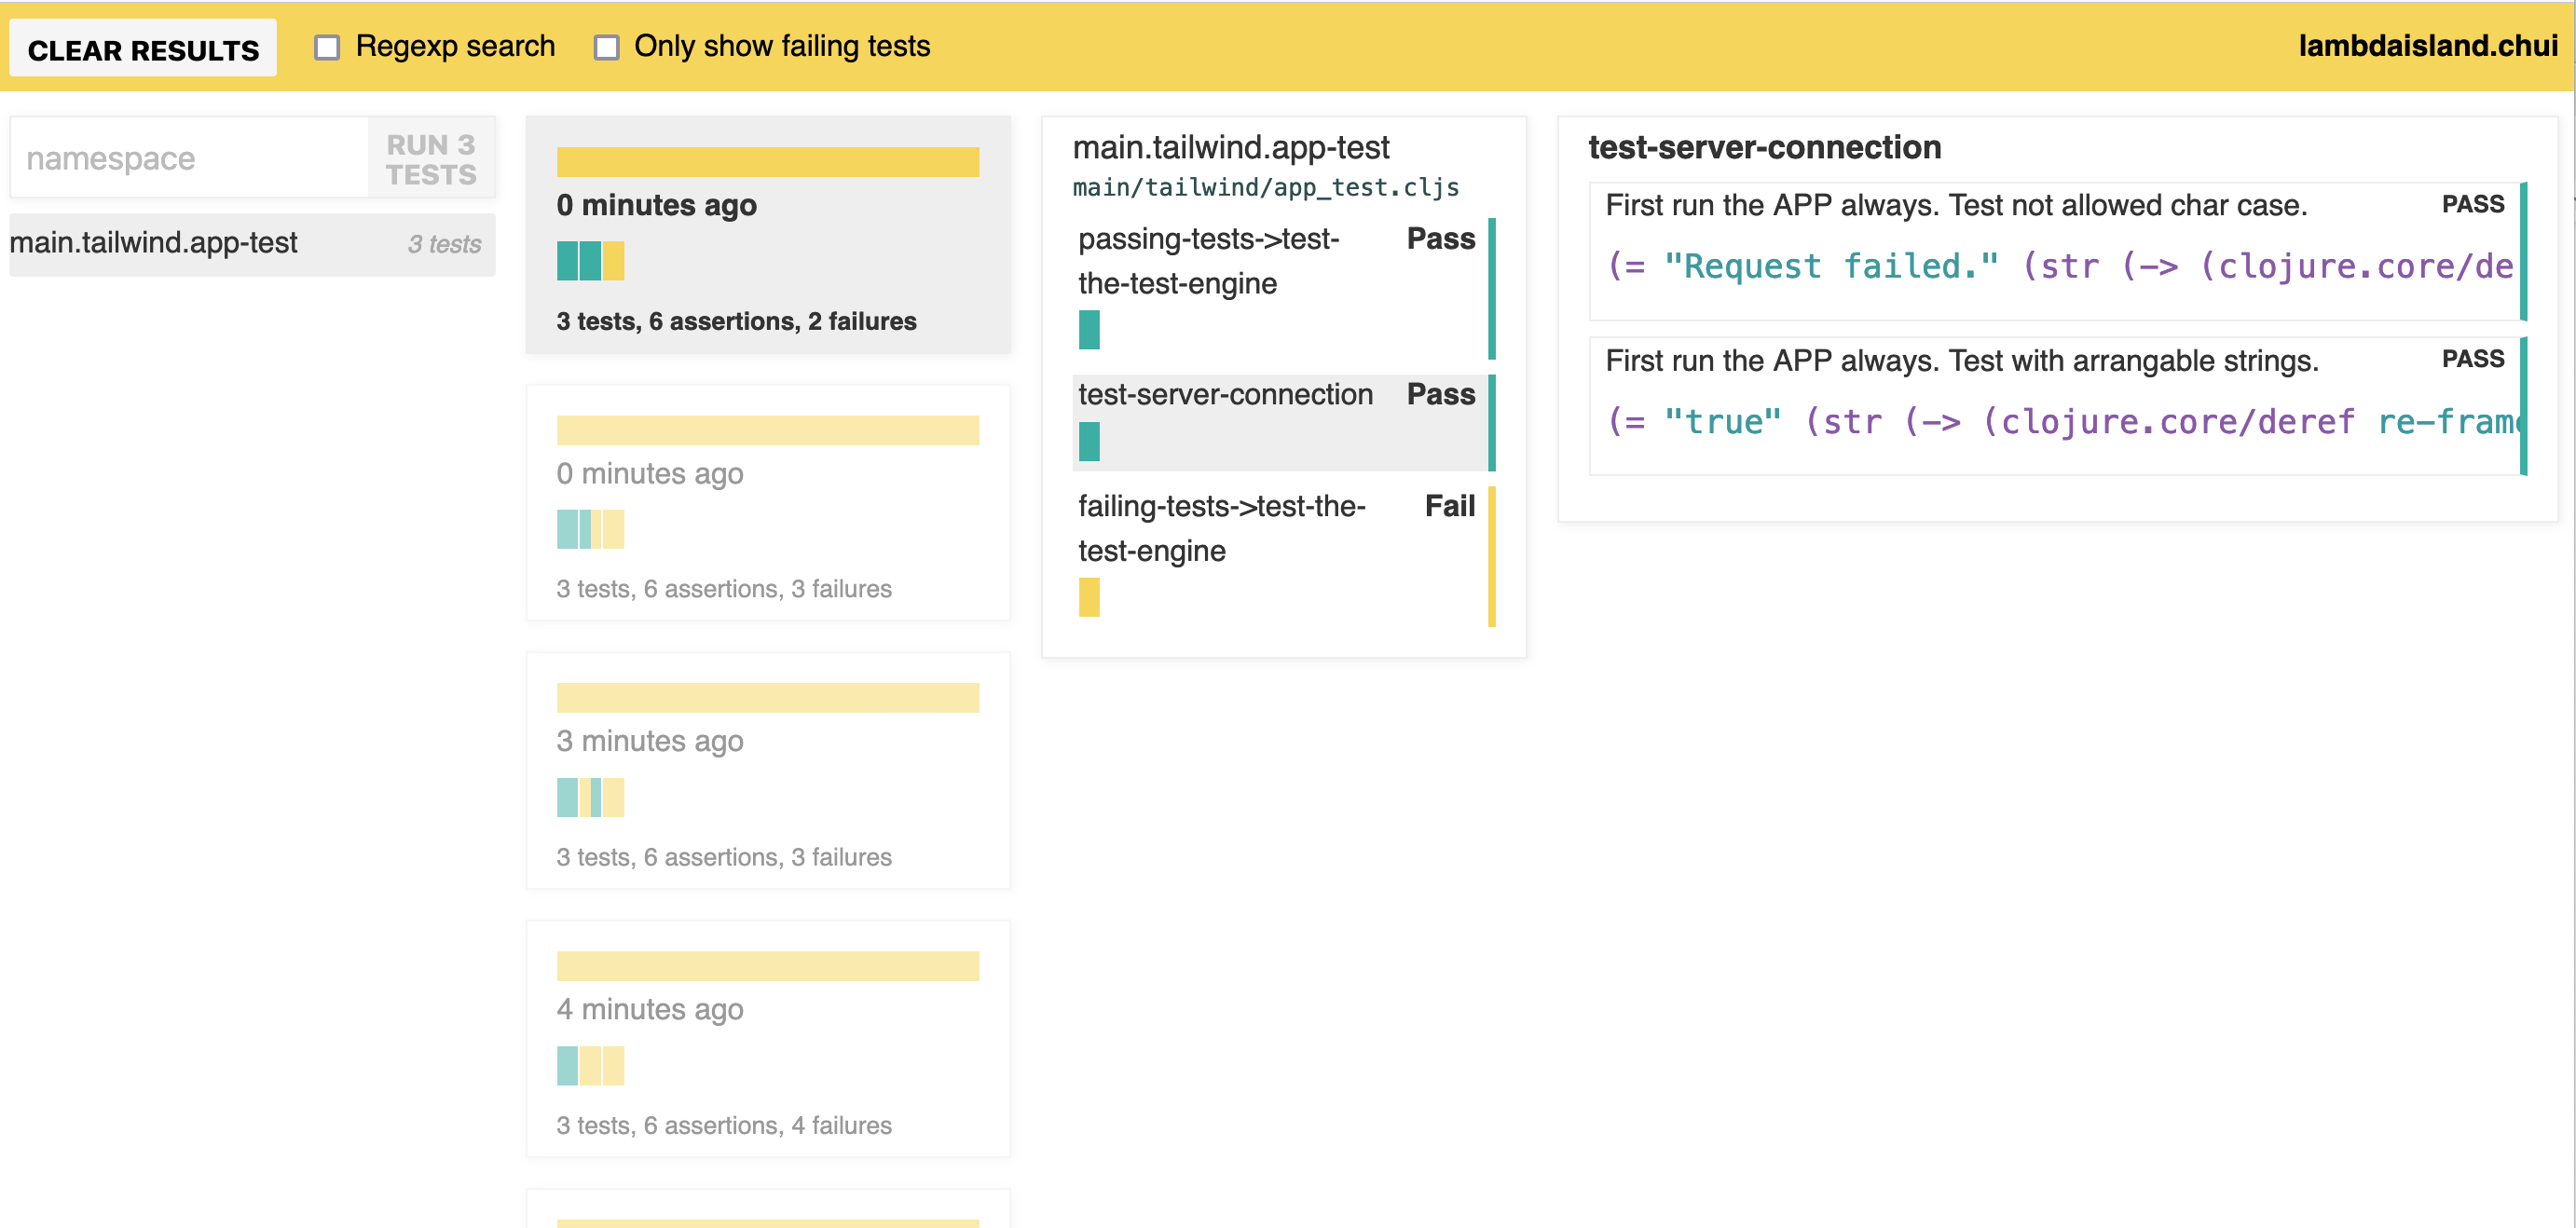 CLEAR RESULTS
Regexp search
Only show failing tests
lambdaisland.chui
namespace
RUN 3
TESTS
main.tailwind.app-test
3 tests
0 minutes ago
3 tests, 6 assertions, 2 failures
0 minutes ago
3 tests, 6 assertions, 3 failures
3 minutes ago
3 tests, 6 assertions, 3 failures
4 minutes ago
3 tests, 6 assertions, 4 failures
main.tailwind.app-test
main/tailwind/app_test.cljs
passing-tests->test-
the-test-engine
Pass
test-server-connection
Pass
failing-tests->test-the-
test-engine
Fail
test-server-connection
First run the APP always. Test not allowed char case.
PASS
(= "Request failed." (str (-> (clojure.core/de
First run the APP always. Test with arrangable strings.
PASS
(= "true" (str (-> (clojure.core/deref re-frame